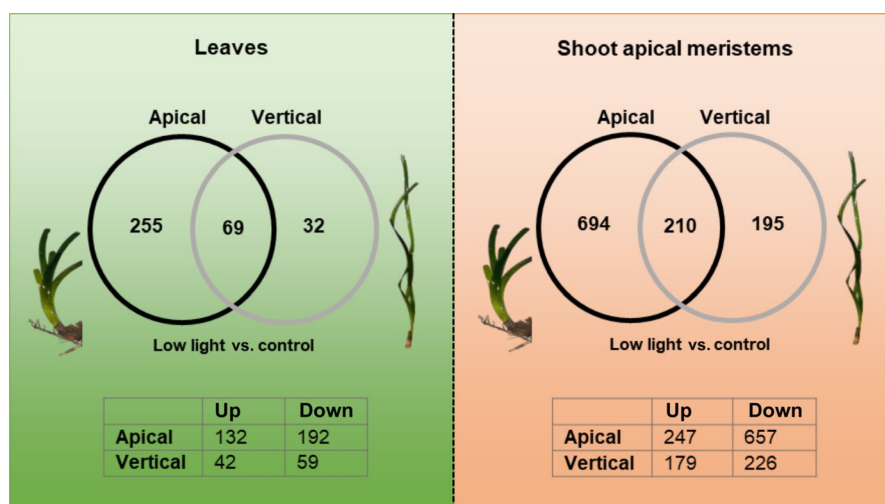 Leaves
Apical Vertical
255 69 32
Low light vs. control
Up Down
Apical 132 192
Vertical 42 59
Shoot apical meristems
Apical Vertical
694 210 195
Low light vs. control
Up Down
Apical 247 657
Vertical 179 226